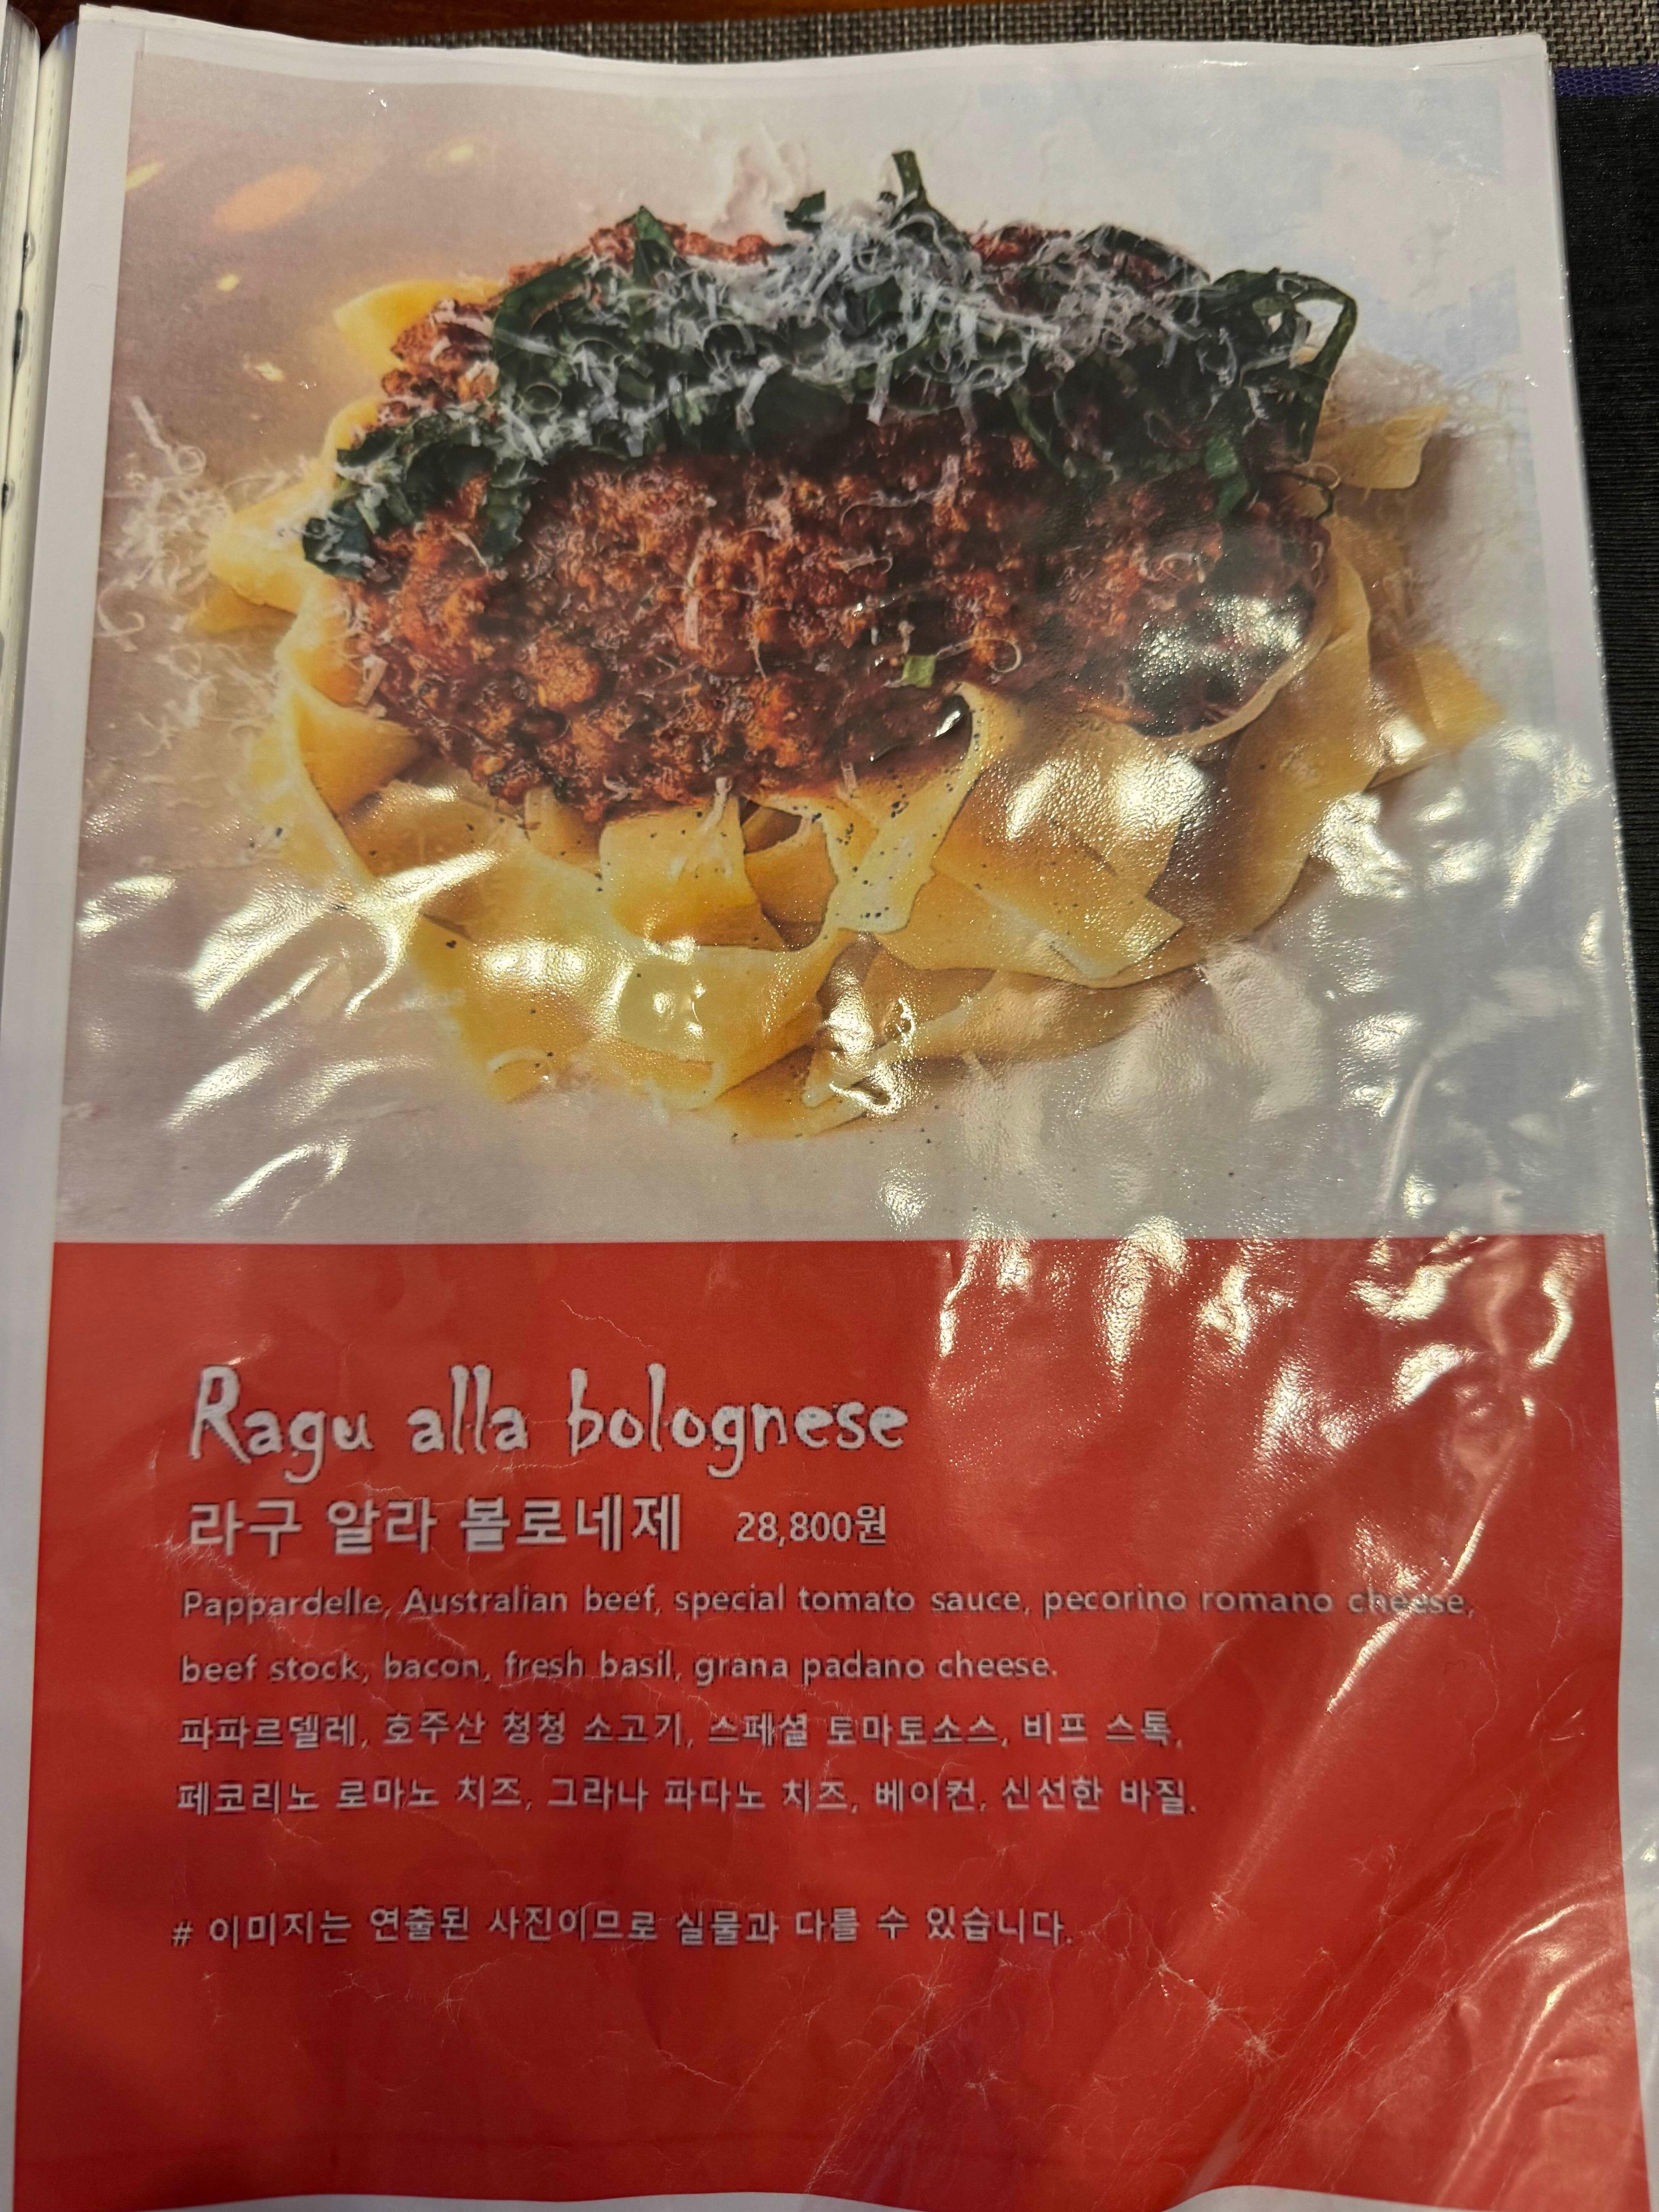 Ragu alla bolognese
라구 알라 볼로네제 28,800원
Pappardelle, Australian beef, special tomato sauce, pecorino romano cheese,
beef stock, bacon, fresh basil, grana padano cheese.
파파르델레, 호주산 청청 소고기, 스페셜 토마토소스, 비프 스톡,
페코리노 로마노 치즈, 그라나 파다노 치즈, 베이컨, 신선한 바질.
# 이미지는 연출된 사진이므로 실물과 다를 수 있습니다.